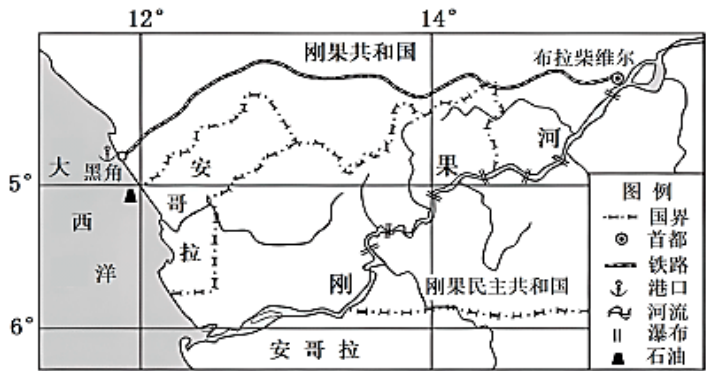 12°
14°
刚果共和国
布拉柴维尔
黑角
大
西
洋
安
哥
拉
果
河
刚
5°
6°
刚果民主共和国
安哥拉
图例
国界
首都
铁路
港口
河流
瀑布
石油